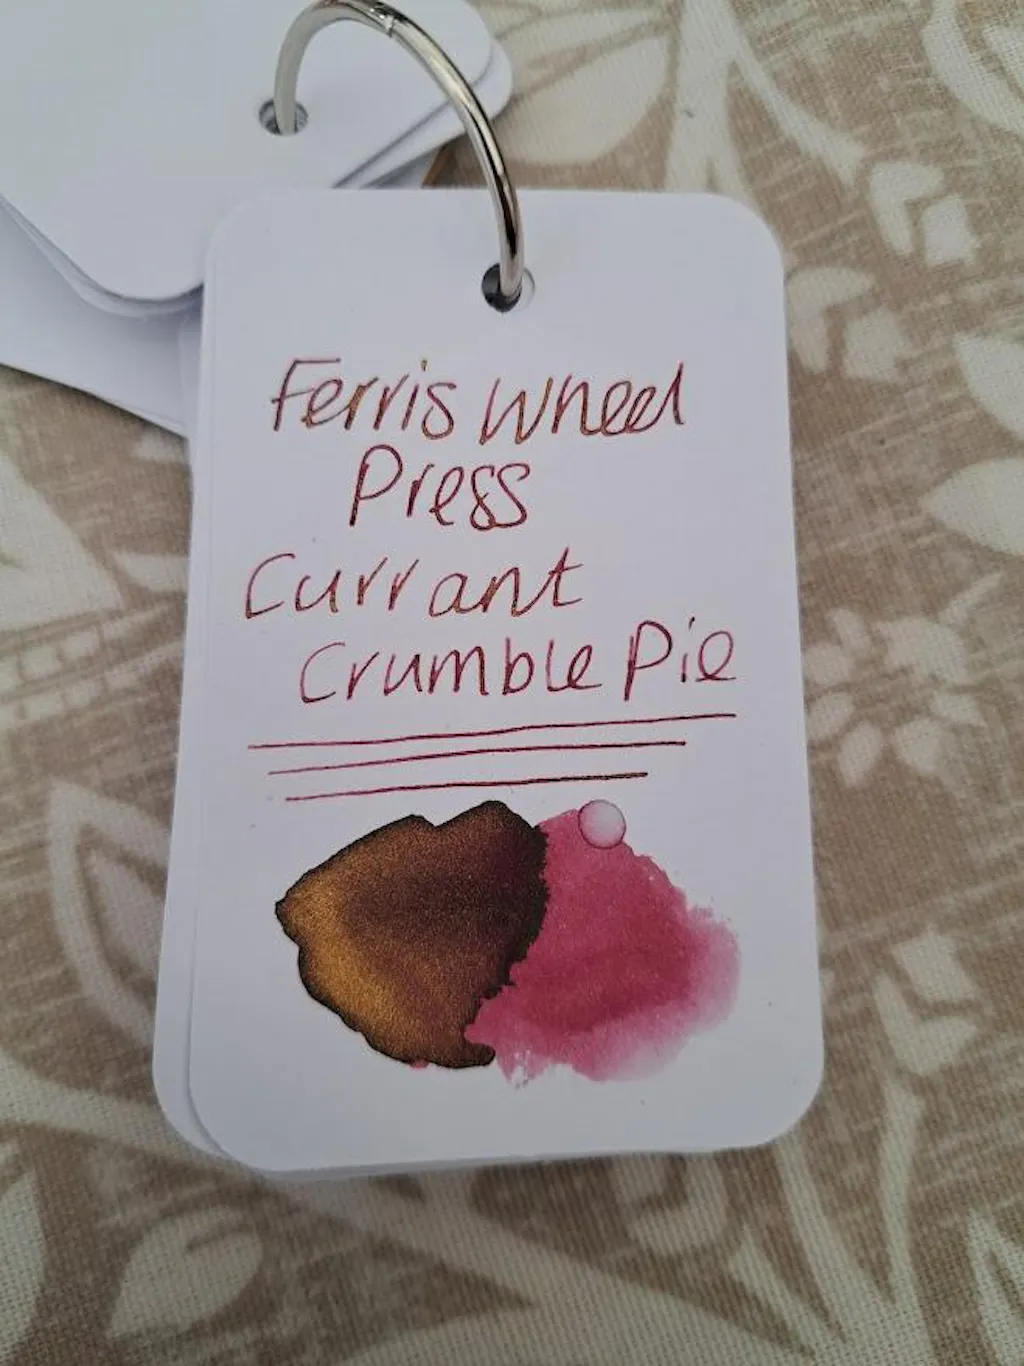 Ferris Wheel
Press
Currant
Crumble Pie